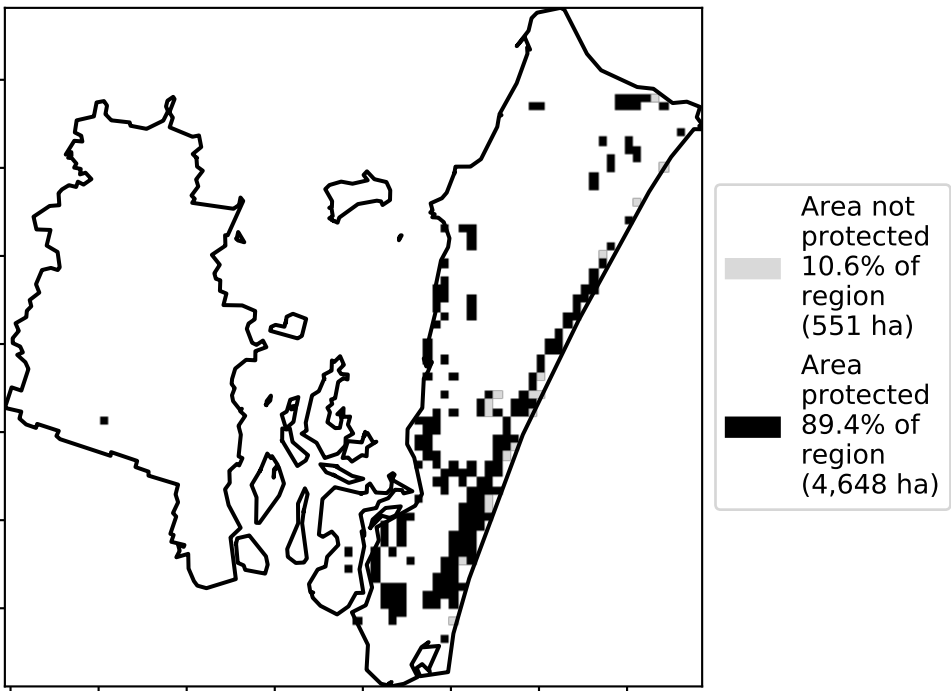 Area not
protected
10.6% of
region
(551 ha)
Area
protected
89.4% of
region
(4,648 ha)